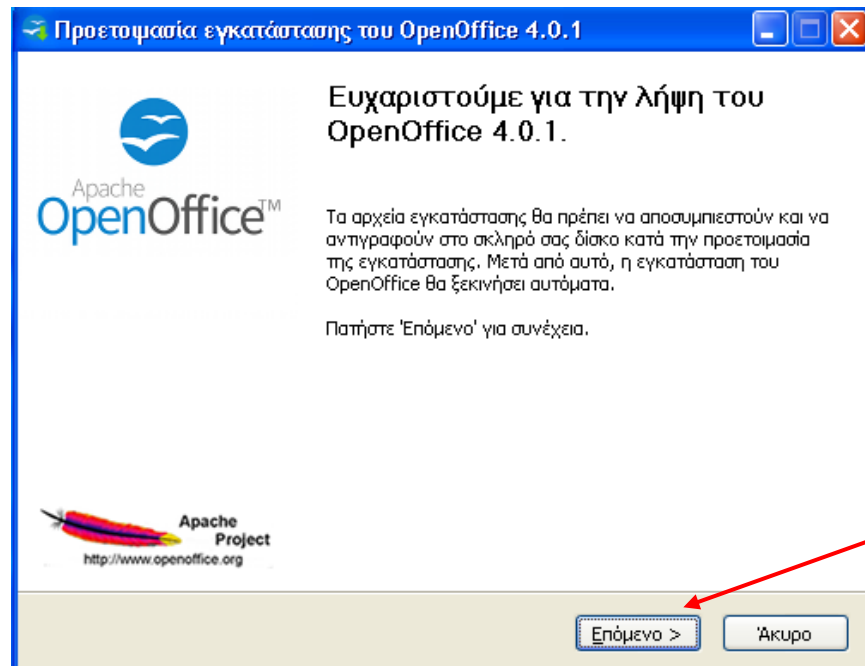 Προετοιμασία εγκατάστασης του OpenOffice 4.0.1
Ευχαριστούμε για την λήψη του
OpenOffice 4.0.1.
Apache
OpenOffice™
Τα αρχεία εγκατάστασης θα πρέπει να αποσυμπιεστούν και να
αντιγραφούν στο σκληρό σας δίσκο κατά την προετοιμασία
της εγκατάστασης. Μετά από αυτό, η εγκατάσταση του
OpenOffice θα ξεκινήσει αυτόματα.
Πατήστε 'Επόμενο' για συνέχεια.
Apache
Project
http://www.openoffice.org
Επόμενο >
Άκυρο